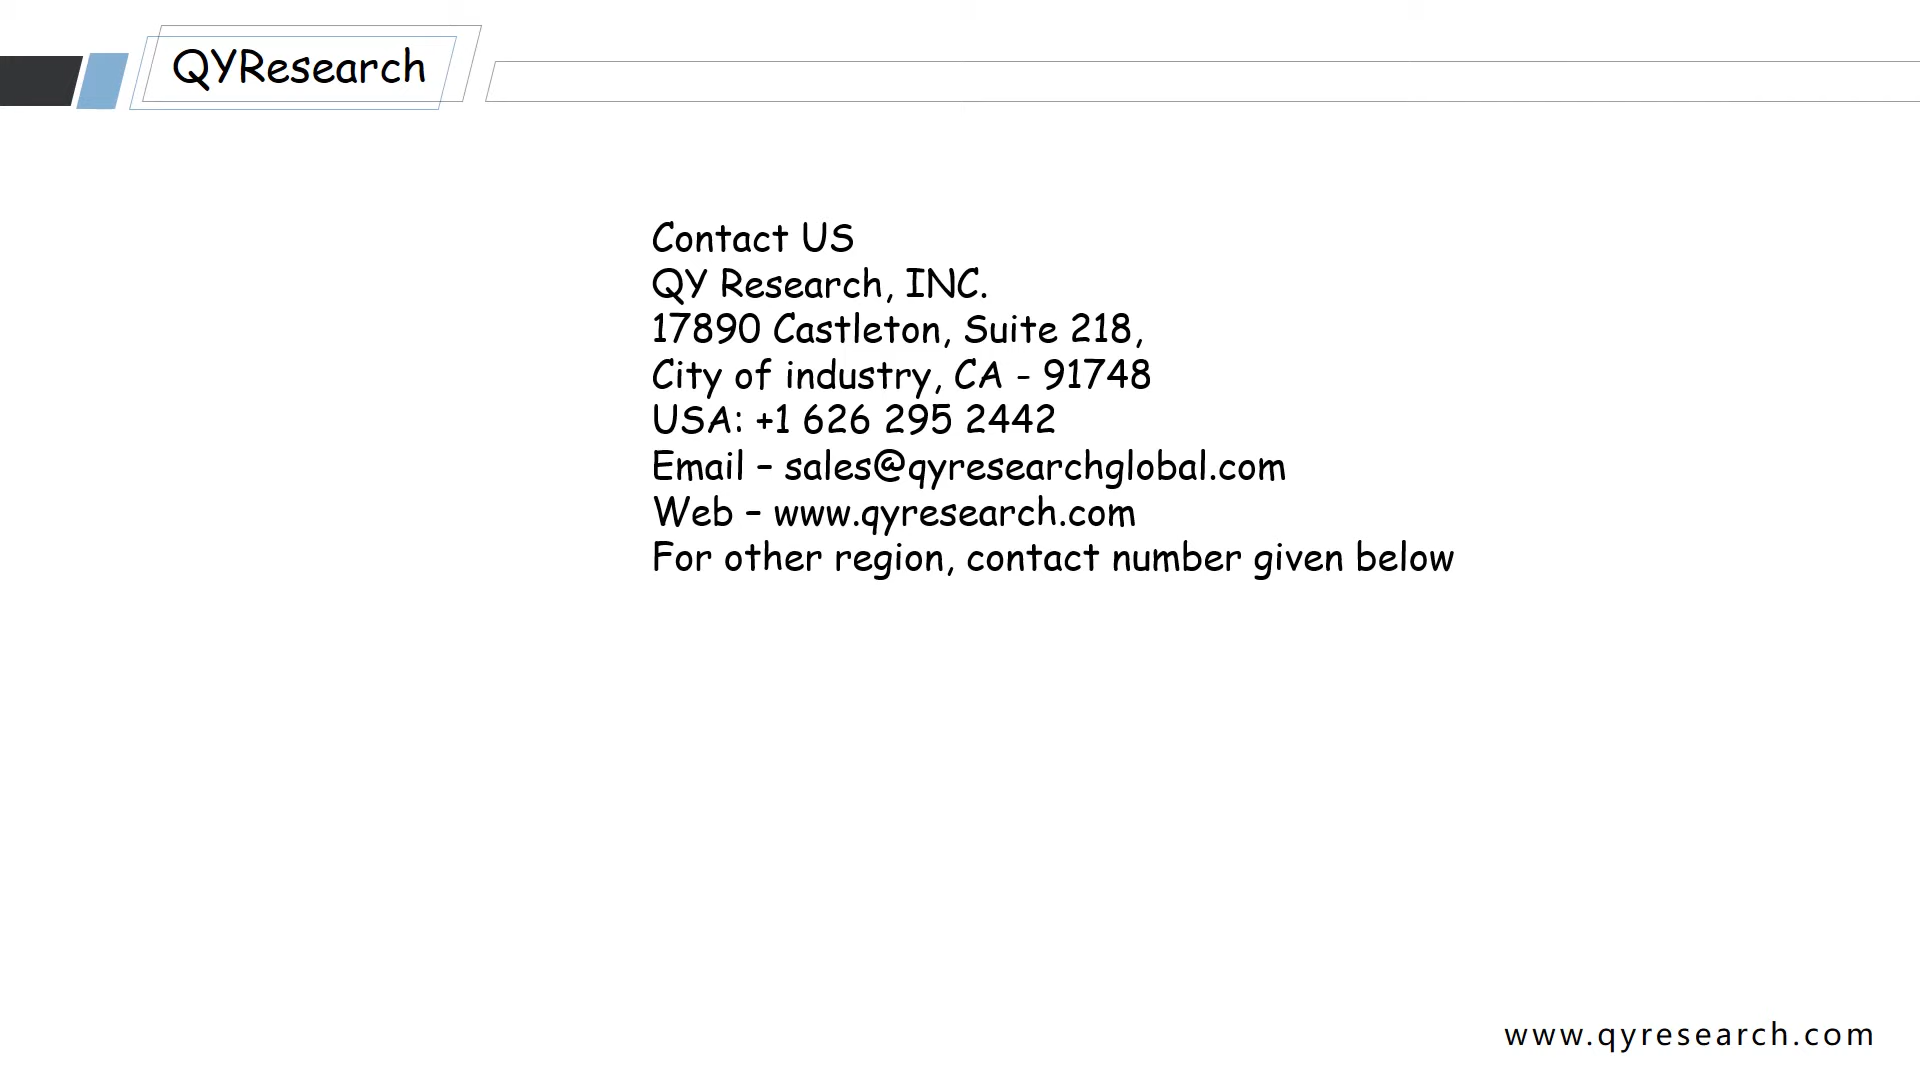 QYResearch
Contact US
QY Research, INC.
17890 Castleton, Suite 218,
City of industry, CA - 91748
USA: +1 626 295 2442
Email – sales@qyresearchglobal.com
Web – www.qyresearch.com
For other region, contact number given below
www.qyresearch.com